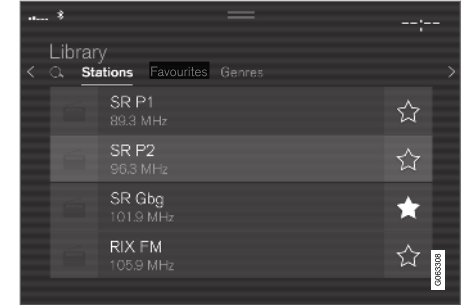 --:--
Library
Stations Favourites Genres
SR P1
89.3 MHz
SR P2
96.3 MHz
SR Gbg
101.9 MHz
RIX FM
105.9 MHz
G063308